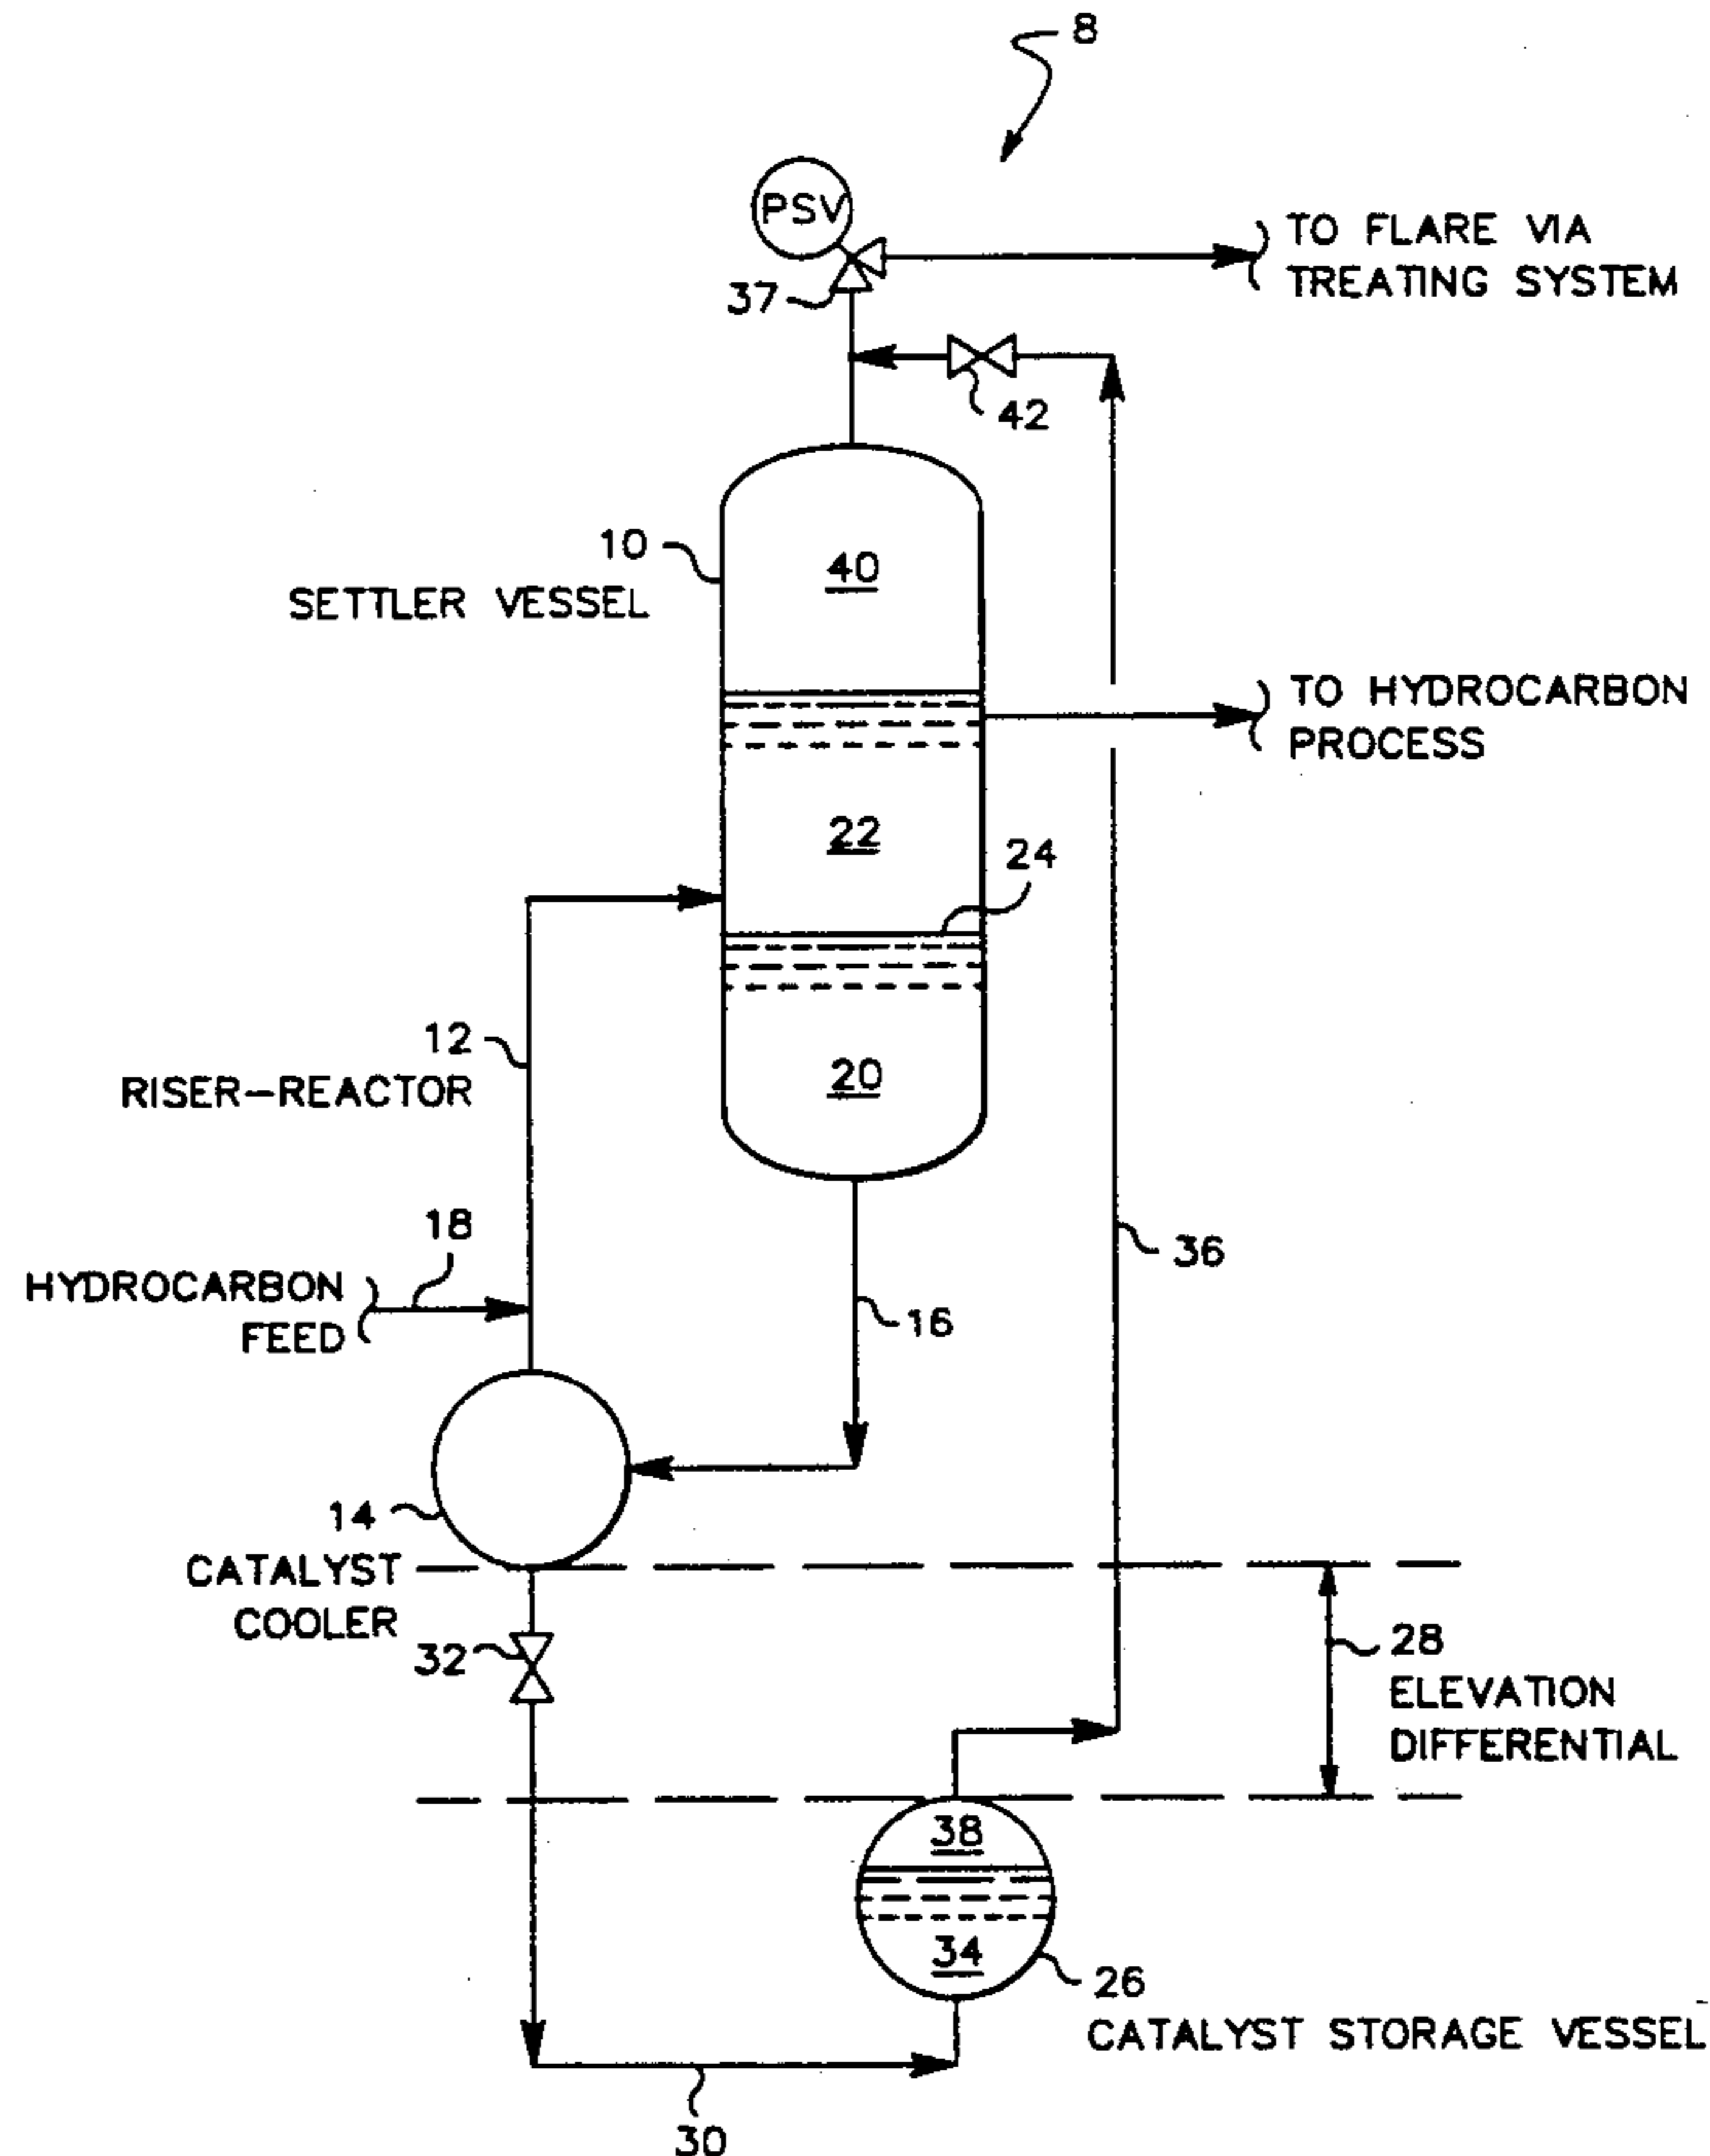 8
PSV
TO FLARE VIA
TREATING SYSTEM
37
42
10
SETTLER VESSEL
40
TO HYDROCARBON
PROCESS
22
24
12
RISER-REACTOR
20
18
HYDROCARBON
FEED
36
16
14
CATALYST
COOLER
32
28
ELEVATION
DIFFERENTIAL
38
34
26
CATALYST STORAGE VESSEL
30